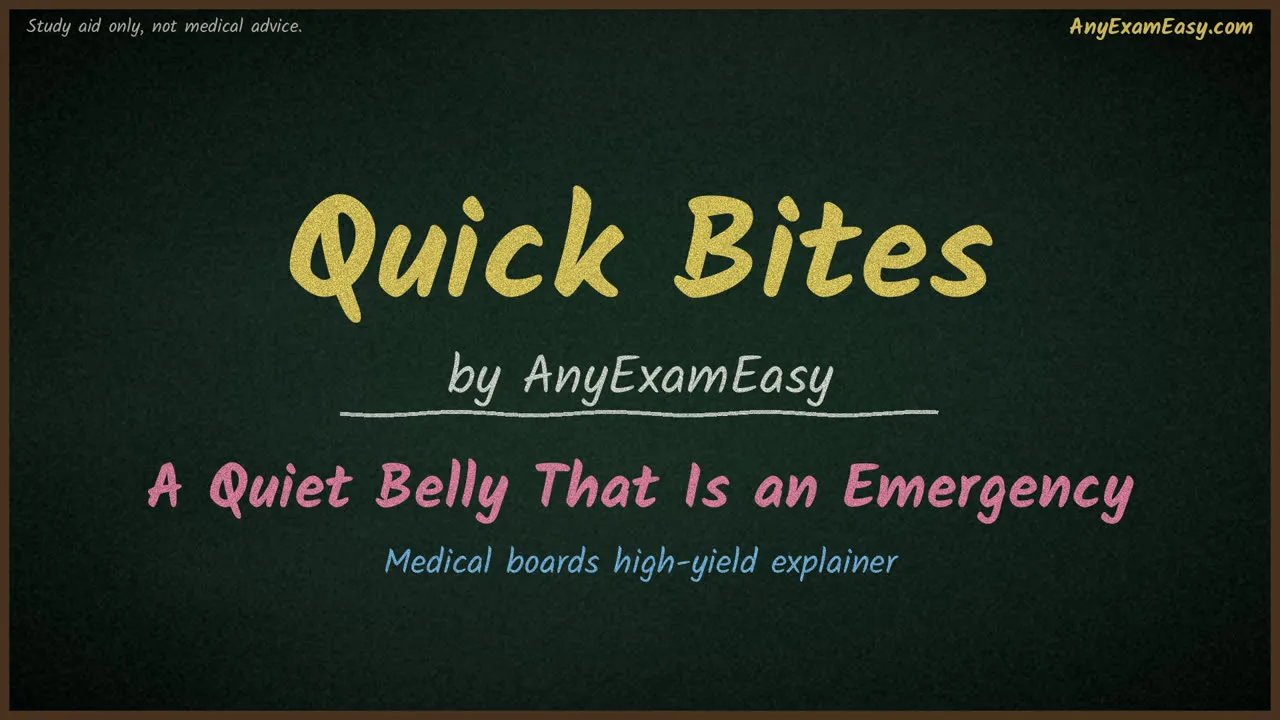 Study aid only, not medical advice.
AnyExamEasy.com
Quick Bites
by AnyExamEasy
A Quiet Belly That Is an Emergency
Medical boards high-yield explainer